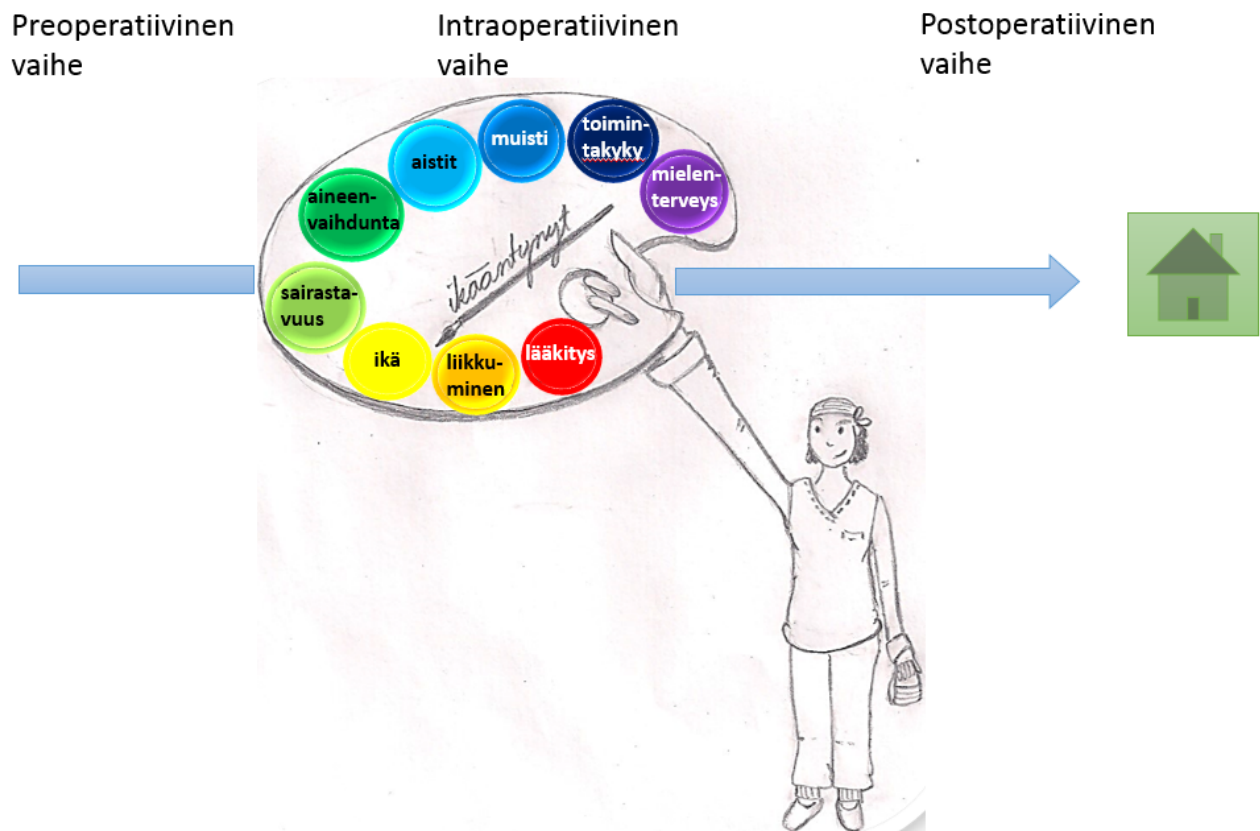 Preoperatiivinen
vaihe
Intraoperatiivinen
vaihe
Postoperatiivinen
vaihe
toimin-
takyky
muisti
aistit
mielen-
terveys
aineen-
vaihdunta
ikääntynyt
sairasta-
vuus
ikä
liikku-
minen
lääkitys